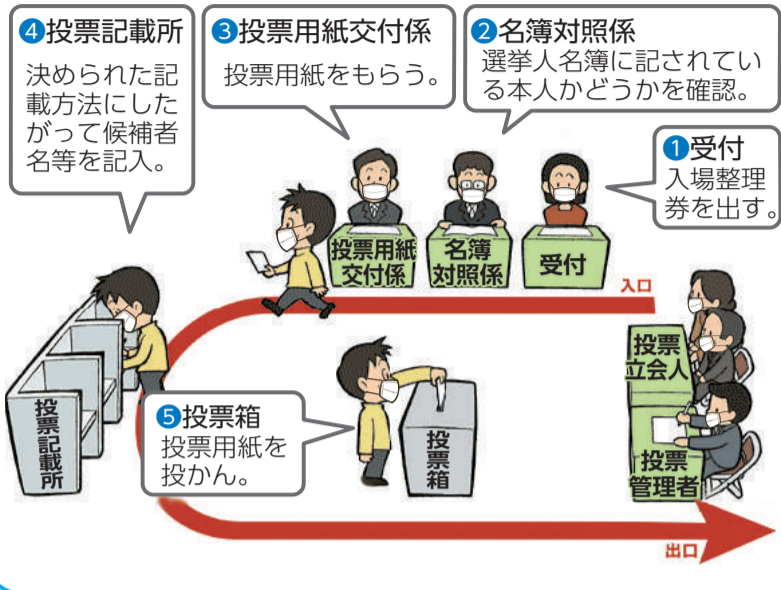 ❹投票記載所
決められた記
載方法にした
がって候補者
名等を記入。
❸投票用紙交付係
投票用紙をもらう。
❷名簿対照係
選挙人名簿に記されてい
る本人かどうかを確認。
❶受付
入場整理
券を出す。
投票用紙
交付係
名簿
対照係
受付
入口
投票
立会人
投票記載所
❺投票箱
投票用紙を
投かん。
投票箱
投票
管理者
出口